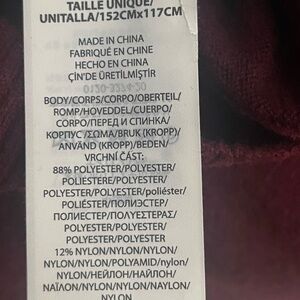 TAILLE UNIQUE/
UNITALLA/152CMx117CM
MADE IN CHINA
FABRIQUÉ EN CHINE
HECHO EN CHINA
ÇİN'DE ÜRETİLMİŞTİR
BODY/CORPS/CORPO/OBERTEIL/
ROMP/HOVEDDEL/CUERPO/
CORPO/ПЕРЕД И СПИНКА/
КОРПУС /ΣΩΜΑ/BRUK (KROPP)/
ANVÄND (KROPP)/BEDEN/
VRCHNÍ ČÁST:
88% POLYESTER/POLYESTER/
POLIESTERE/POLYESTER/
POLYESTER/POLYESTER/poliéster/
POLIÉSTER/ПОЛИЭСТЕР/
ПОЛИЕСТЕР/ΠΟΛΥΕΣΤΕΡΑΣ/
POLYESTER/POLYESTER/
POLYESTER/POLYESTER
12% NYLON/NYLON/NYLON/
NYLON/NYLON/POLYAMID/nylon/
NYLON/НЕЙЛОН/НАЙЛОН/
ΝΑΪΛΟΝ/NYLON/NYLON/NAYLON/
NYLON